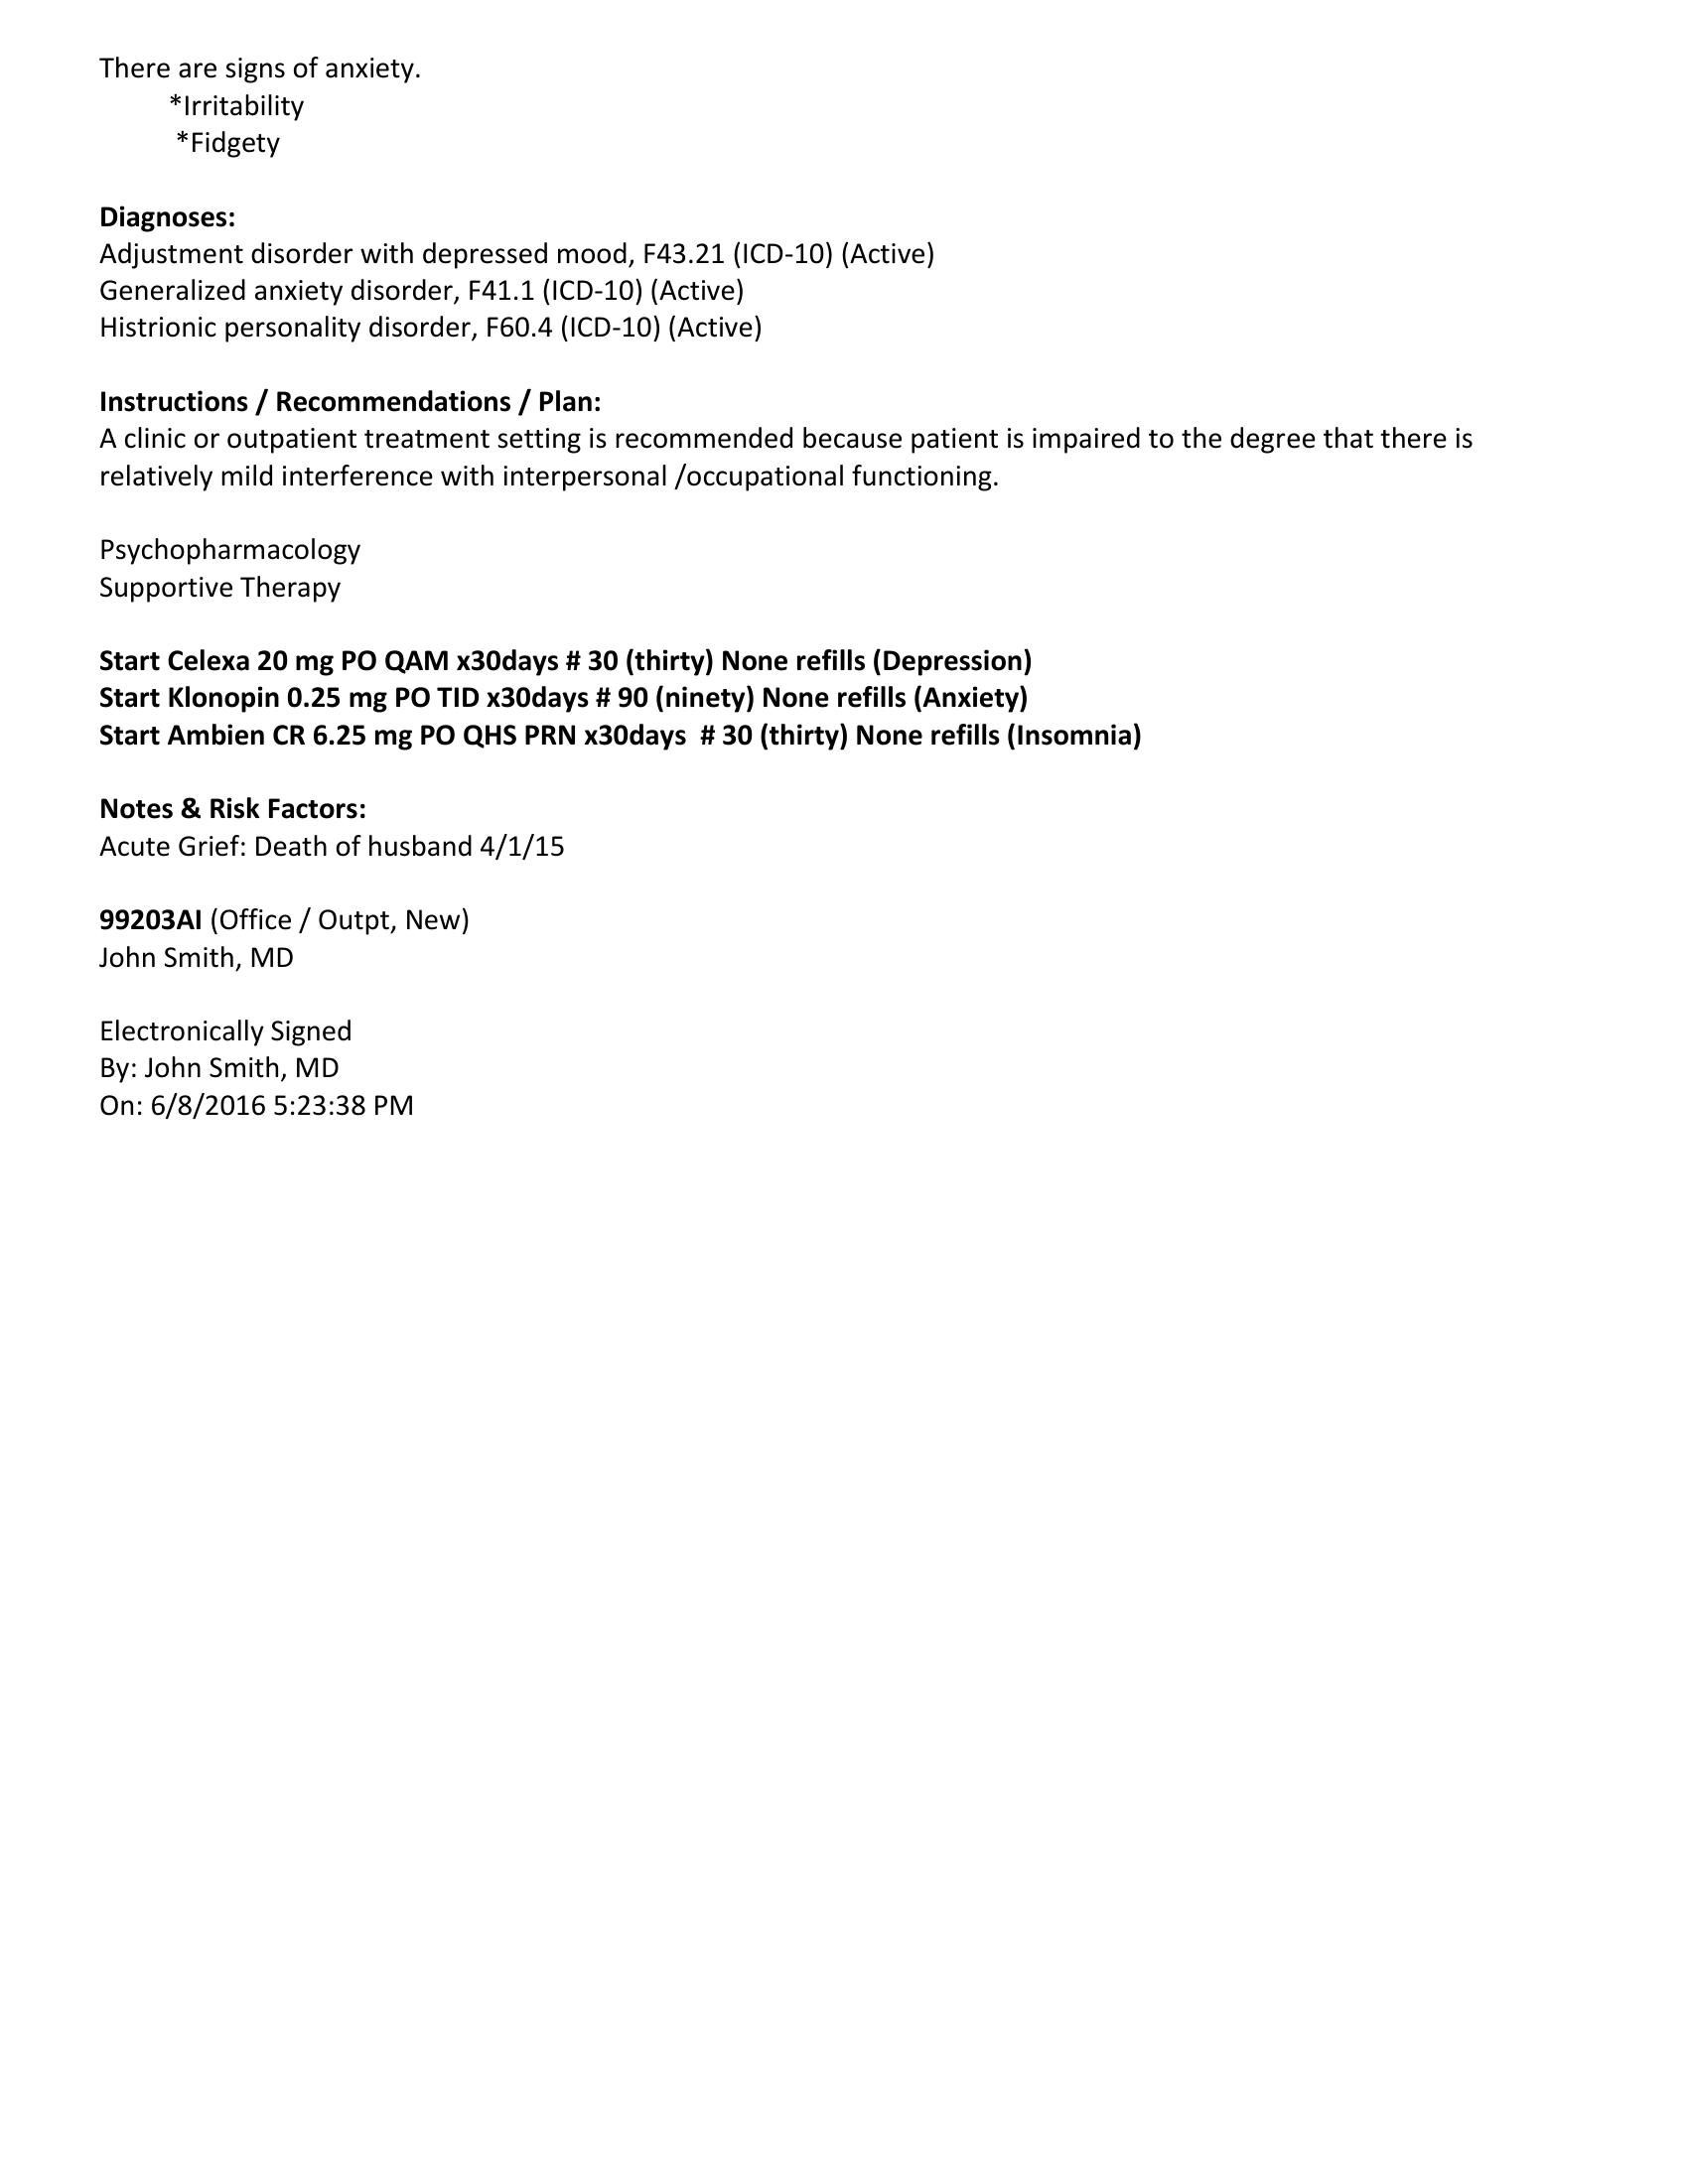 There are signs of anxiety.
*Irritability
*Fidgety
Diagnoses:
Adjustment disorder with depressed mood, F43.21 (ICD-10) (Active)
Generalized anxiety disorder, F41.1 (ICD-10) (Active)
Histrionic personality disorder, F60.4 (ICD-10) (Active)
Instructions / Recommendations / Plan:
A clinic or outpatient treatment setting is recommended because patient is impaired to the degree that there is
relatively mild interference with interpersonal /occupational functioning.
Psychopharmacology
Supportive Therapy
Start Celexa 20 mg PO QAM x30days # 30 (thirty) None refills (Depression)
Start Klonopin 0.25 mg PO TID x30days # 90 (ninety) None refills (Anxiety)
Start Ambien CR 6.25 mg PO QHS PRN x30days  # 30 (thirty) None refills (Insomnia)
Notes & Risk Factors:
Acute Grief: Death of husband 4/1/15
99203AI (Office / Outpt, New)
John Smith, MD
Electronically Signed
By: John Smith, MD
On: 6/8/2016 5:23:38 PM